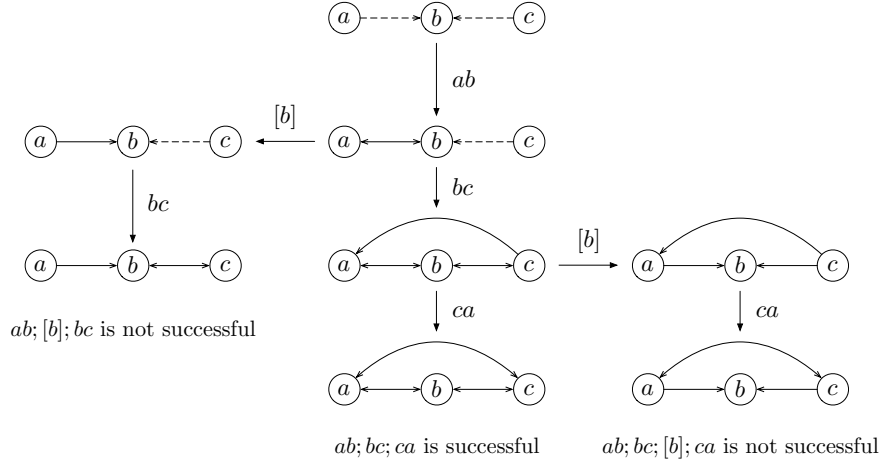 a b c
ab
[b]
a b c
a b c
bc
bc
[b]
a b c
a b c
a b c
ca
ca
ab; [b]; bc is not successful
a b c
a b c
ab; bc; ca is successful
ab; bc; [b]; ca is not successful